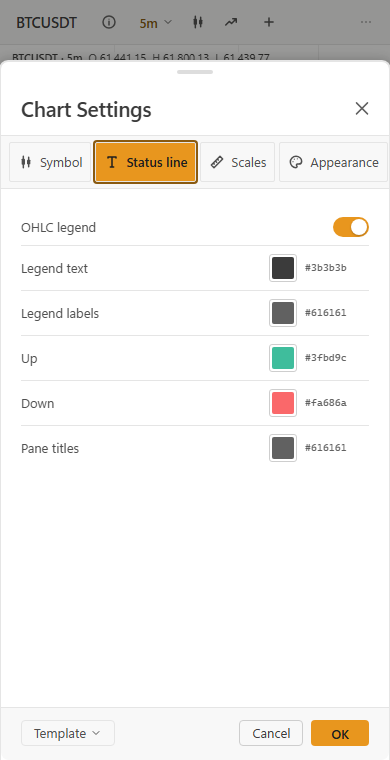 BTCUSDT 5m
BTCUSDT · 5m O 61,441.15 H 61,800.13 L 61,439.77
Chart Settings
Symbol Status line Scales Appearance
OHLC legend
Legend text #3b3b3b
Legend labels #616161
Up #3fbd9c
Down #fa686a
Pane titles #616161
Template Cancel OK